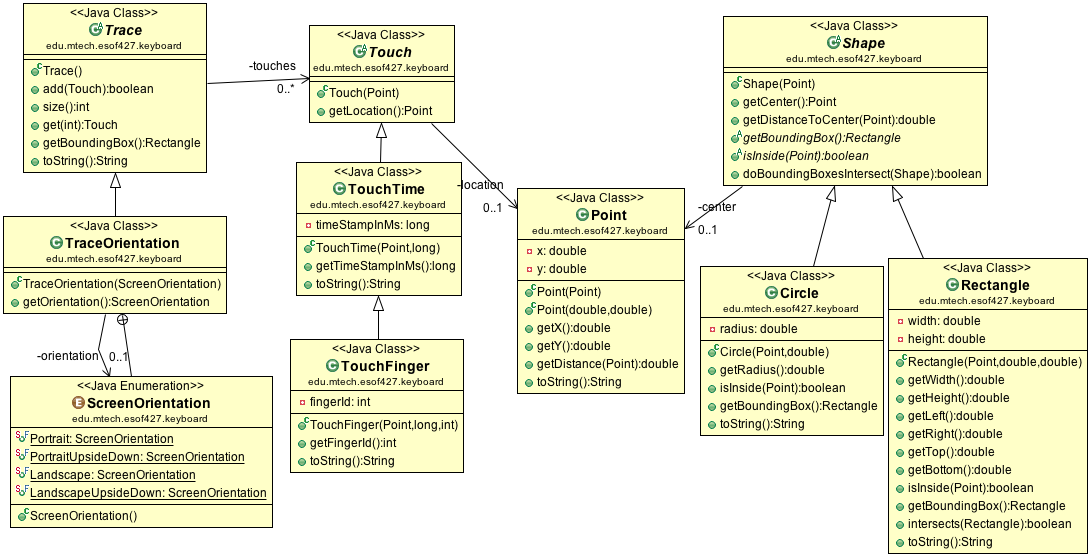 <<Java Class>>
Trace
edu.mtech.esof427.keyboard
Trace()
add(Touch):boolean
size():int
get(int):Touch
getBoundingBox():Rectangle
toString():String
-touches
0..*
<<Java Class>>
Touch
edu.mtech.esof427.keyboard
Touch(Point)
getLocation():Point
<<Java Class>>
Shape
edu.mtech.esof427.keyboard
Shape(Point)
getCenter():Point
getDistanceToCenter(Point):double
getBoundingBox():Rectangle
isInside(Point):boolean
doBoundingBoxesIntersect(Shape):boolean
<<Java Class>>
TraceOrientation
edu.mtech.esof427.keyboard
TraceOrientation(ScreenOrientation)
getOrientation():ScreenOrientation
-orientation
0..1
<<Java Enumeration>>
ScreenOrientation
edu.mtech.esof427.keyboard
Portrait: ScreenOrientation
PortraitUpsideDown: ScreenOrientation
Landscape: ScreenOrientation
LandscapeUpsideDown: ScreenOrientation
ScreenOrientation()
<<Java Class>>
TouchTime
edu.mtech.esof427.keyboard
timeStampInMs: long
TouchTime(Point,long)
getTimeStampInMs():long
toString():String
<<Java Class>>
TouchFinger
edu.mtech.esof427.keyboard
fingerId: int
TouchFinger(Point,long,int)
getFingerId():int
toString():String
-location
0..1
<<Java Class>>
Point
edu.mtech.esof427.keyboard
x: double
y: double
Point(Point)
Point(double,double)
getX():double
getY():double
getDistance(Point):double
toString():String
-center
0..1
<<Java Class>>
Circle
edu.mtech.esof427.keyboard
radius: double
Circle(Point,double)
getRadius():double
isInside(Point):boolean
getBoundingBox():Rectangle
toString():String
<<Java Class>>
Rectangle
edu.mtech.esof427.keyboard
width: double
height: double
Rectangle(Point,double,double)
getWidth():double
getHeight():double
getLeft():double
getRight():double
getTop():double
getBottom():double
isInside(Point):boolean
getBoundingBox():Rectangle
intersects(Rectangle):boolean
toString():String